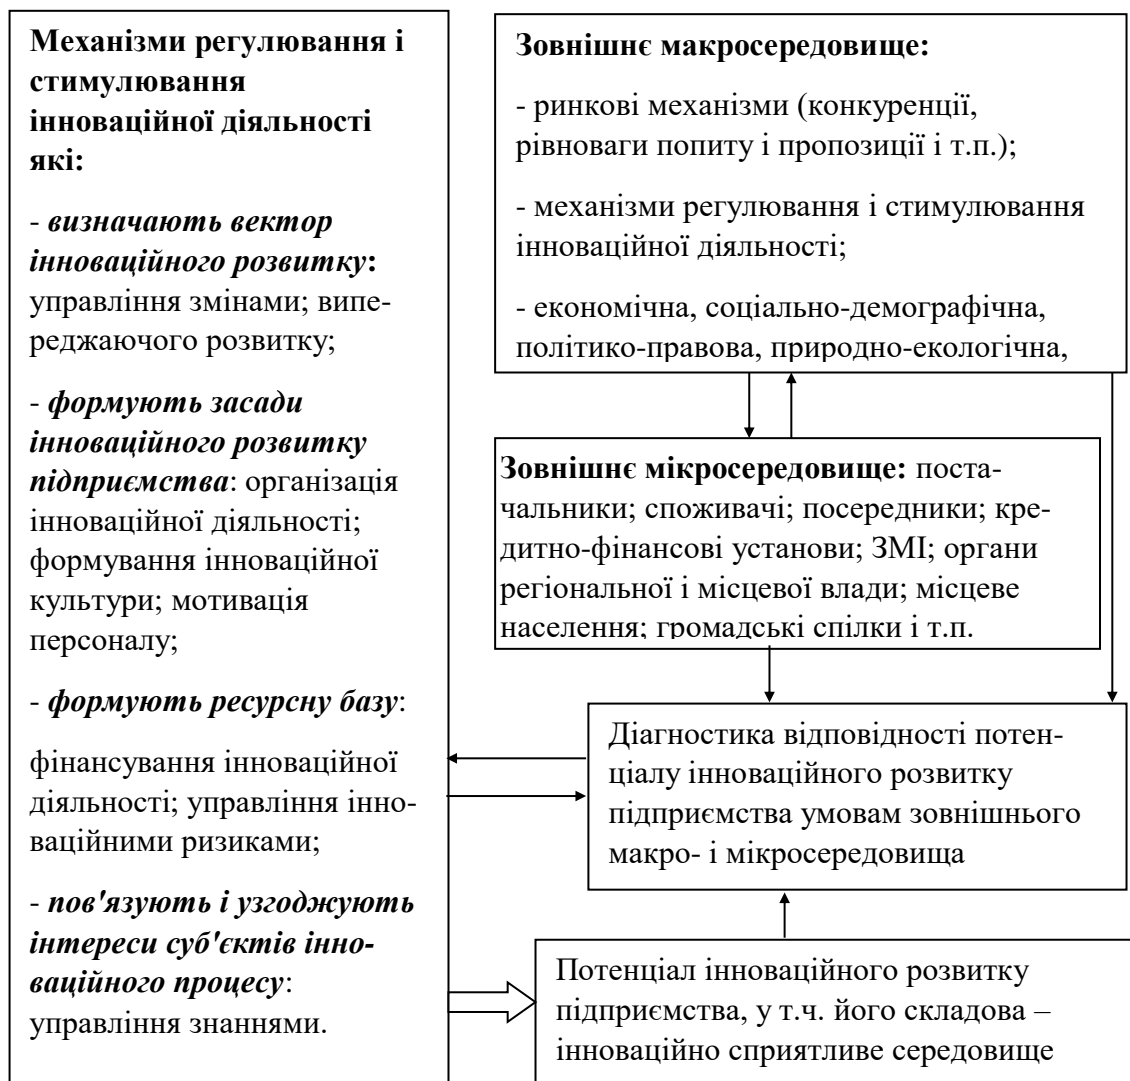 Механізми регулювання і
стимулювання
інноваційної діяльності
які:
- визначають вектор
інноваційного розвитку:
управління змінами; випе-
реджаючого розвитку;
- формують засади
інноваційного розвитку
підприємства: організація
інноваційної діяльності;
формування інноваційної
культури; мотивація
персоналу;
- формують ресурсну базу:
фінансування інноваційної
діяльності; управління інно-
ваційними ризиками;
- пов'язують і узгоджують
інтереси суб'єктів інно-
ваційного процесу:
управління знаннями.
Зовнішнє макросередовище:
- ринкові механізми (конкуренції,
рівноваги попиту і пропозиції і т.п.);
- механізми регулювання і стимулювання
інноваційної діяльності;
- економічна, соціально-демографічна,
політико-правова, природно-екологічна,
Зовнішнє мікросередовище: поста-
чальники; споживачі; посередники; кре-
дитно-фінансові установи; ЗМІ; органи
регіональної і місцевої влади; місцеве
населення; громадські спілки і т.п.
Діагностика відповідності потен-
ціалу інноваційного розвитку
підприємства умовам зовнішнього
макро- і мікросередовища
Потенціал інноваційного розвитку
підприємства, у т.ч. його складова –
інноваційно сприятливе середовище